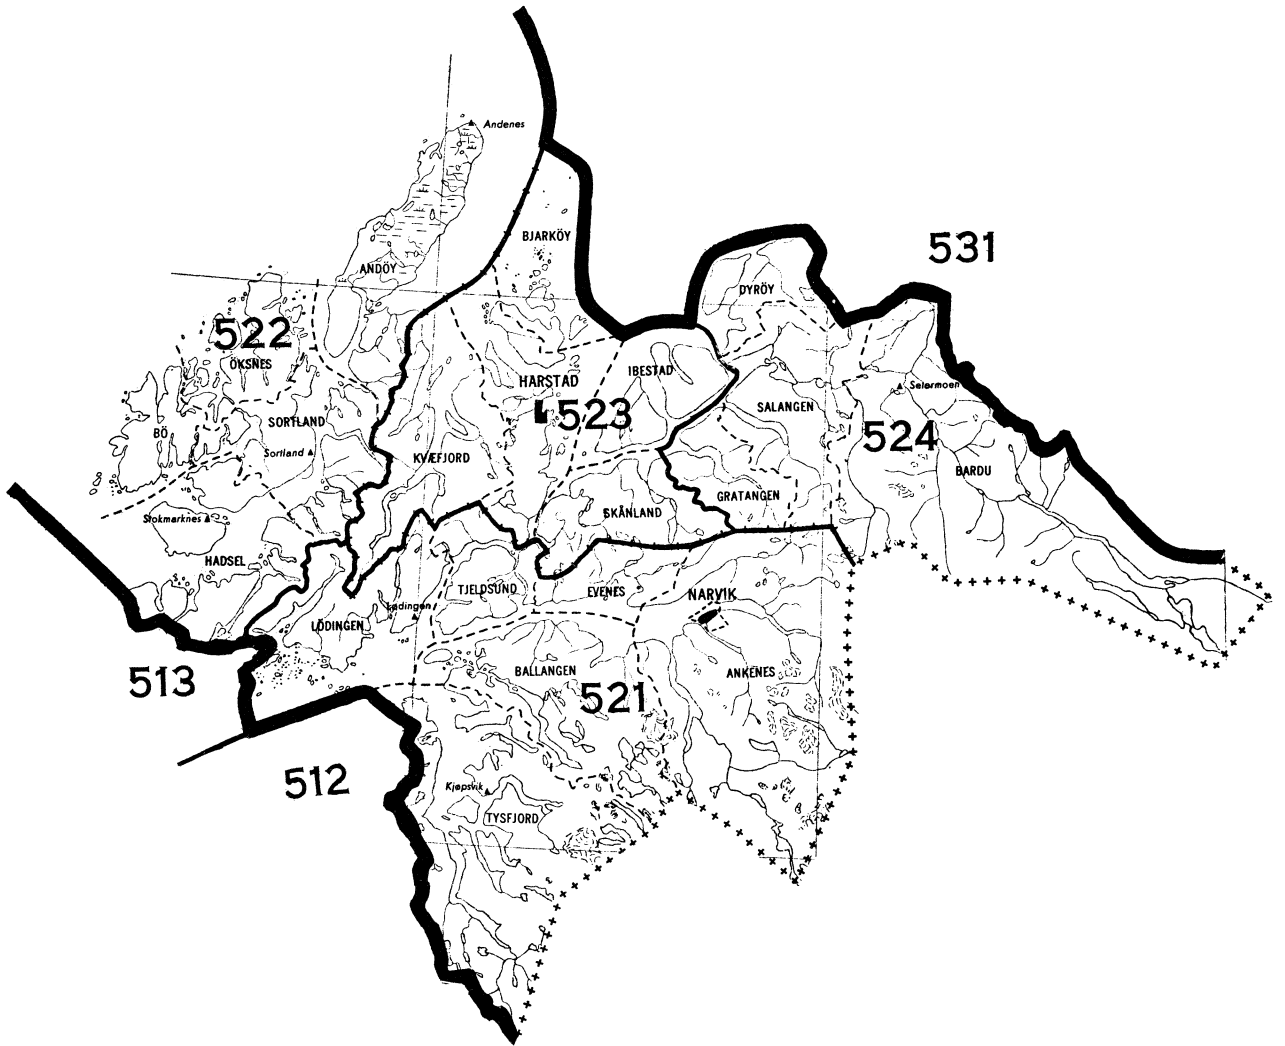 Andenes
BJARKÖY
531
ANDÖY
DYRÖY
522
ÖKSNES
IBESTAD
HARSTAD
Setermoen
523
SALANGEN
SORTLAND
BÖ
524
Sortland
KVÆFJORD
BARDU
GRATANGEN
SKÅNLAND
Stokmarknes
HADSEL
TJELDSUND
EVENES
NARVIK
Lødingen
LÖDINGEN
513
BALLANGEN
ANKENES
521
512
Kjøpsvik
TYSFJORD